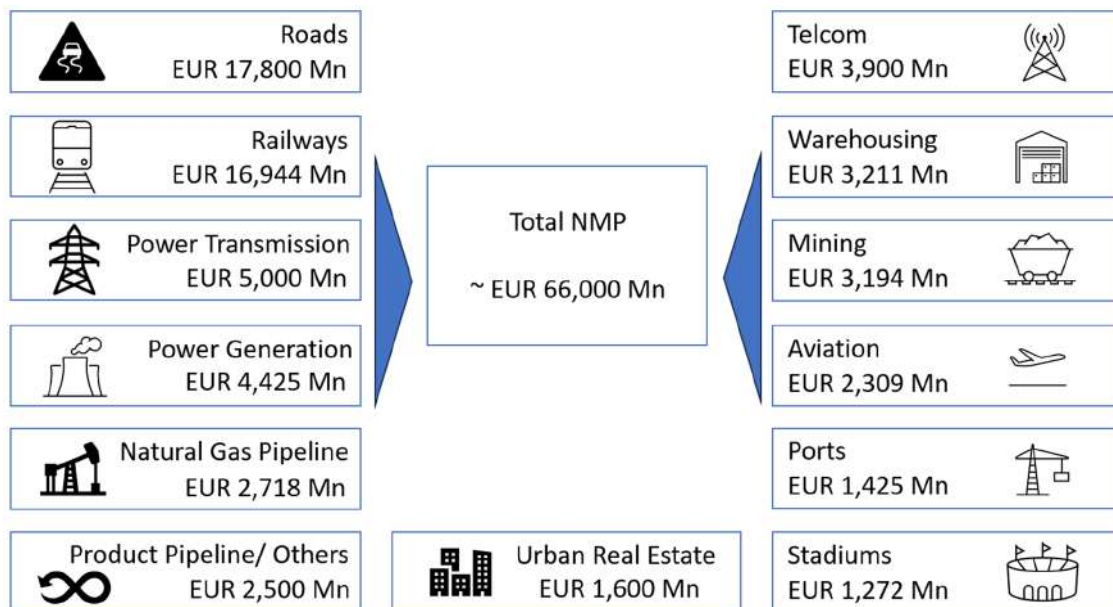 Roads
EUR 17,800 Mn
Railways
EUR 16,944 Mn
Power Transmission
EUR 5,000 Mn
Power Generation
EUR 4,425 Mn
Natural Gas Pipeline
EUR 2,718 Mn
Product Pipeline/ Others
EUR 2,500 Mn
Total NMP
~ EUR 66,000 Mn
Urban Real Estate
EUR 1,600 Mn
Telcom
EUR 3,900 Mn
Warehousing
EUR 3,211 Mn
Mining
EUR 3,194 Mn
Aviation
EUR 2,309 Mn
Ports
EUR 1,425 Mn
Stadiums
EUR 1,272 Mn